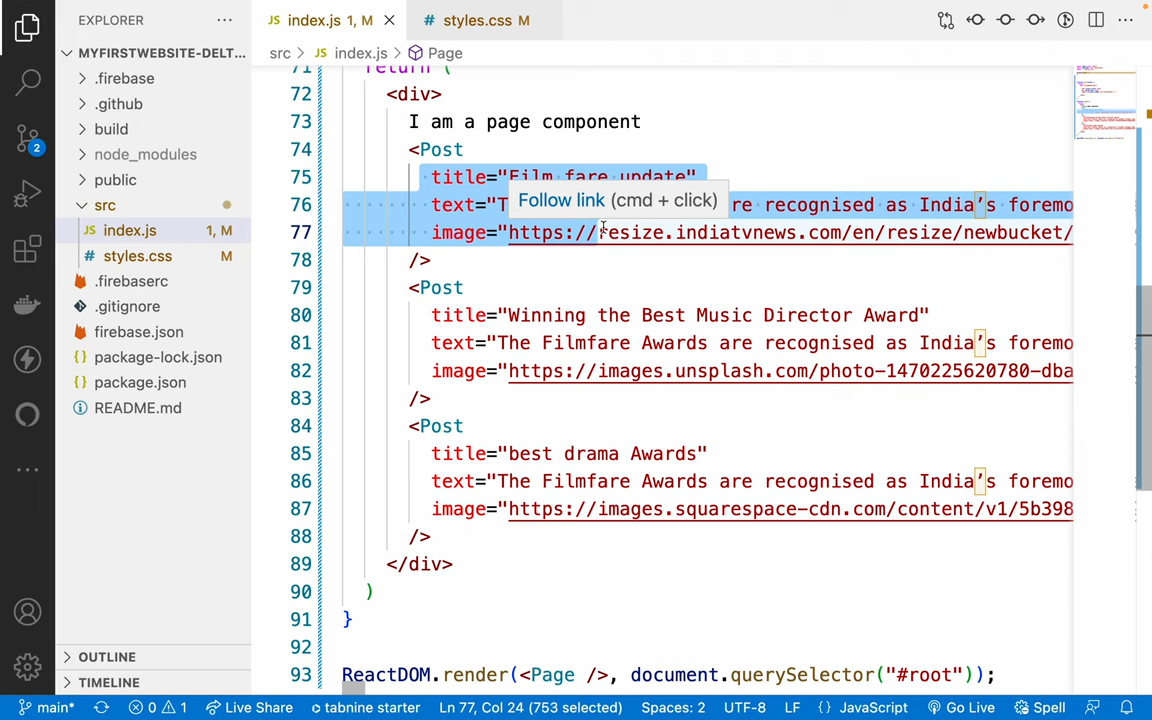 EXPLORER
index.js 1, M
styles.css M
MYFIRSTWEBSITE-DELT...
src > JS index.js > Page
.firebase
.github
build
node_modules
public
src
JS index.js 1, M
styles.css M
.firebaserc
.gitignore
firebase.json
package-lock.json
package.json
README.md
OUTLINE
TIMELINE
2
71 return (
72 <div>
73 I am a page component
74 <Post
75 title="Film fare update"
76 text="T re recognised as India’s foremo
Follow link (cmd + click)
77 image="https://resize.indiatvnews.com/en/resize/newbucket/
78 />
79 <Post
80 title="Winning the Best Music Director Award"
81 text="The Filmfare Awards are recognised as India’s foremo
82 image="https://images.unsplash.com/photo-1470225620780-dba
83 />
84 <Post
85 title="best drama Awards"
86 text="The Filmfare Awards are recognised as India’s foremo
87 image="https://images.squarespace-cdn.com/content/v1/5b398
88 />
89 </div>
90 )
91 }
92
93 ReactDOM.render(<Page />, document.querySelector("#root"));
main* 0 1 Live Share tabnine starter Ln 77, Col 24 (753 selected) Spaces: 2 UTF-8 LF {} JavaScript Go Live Spell